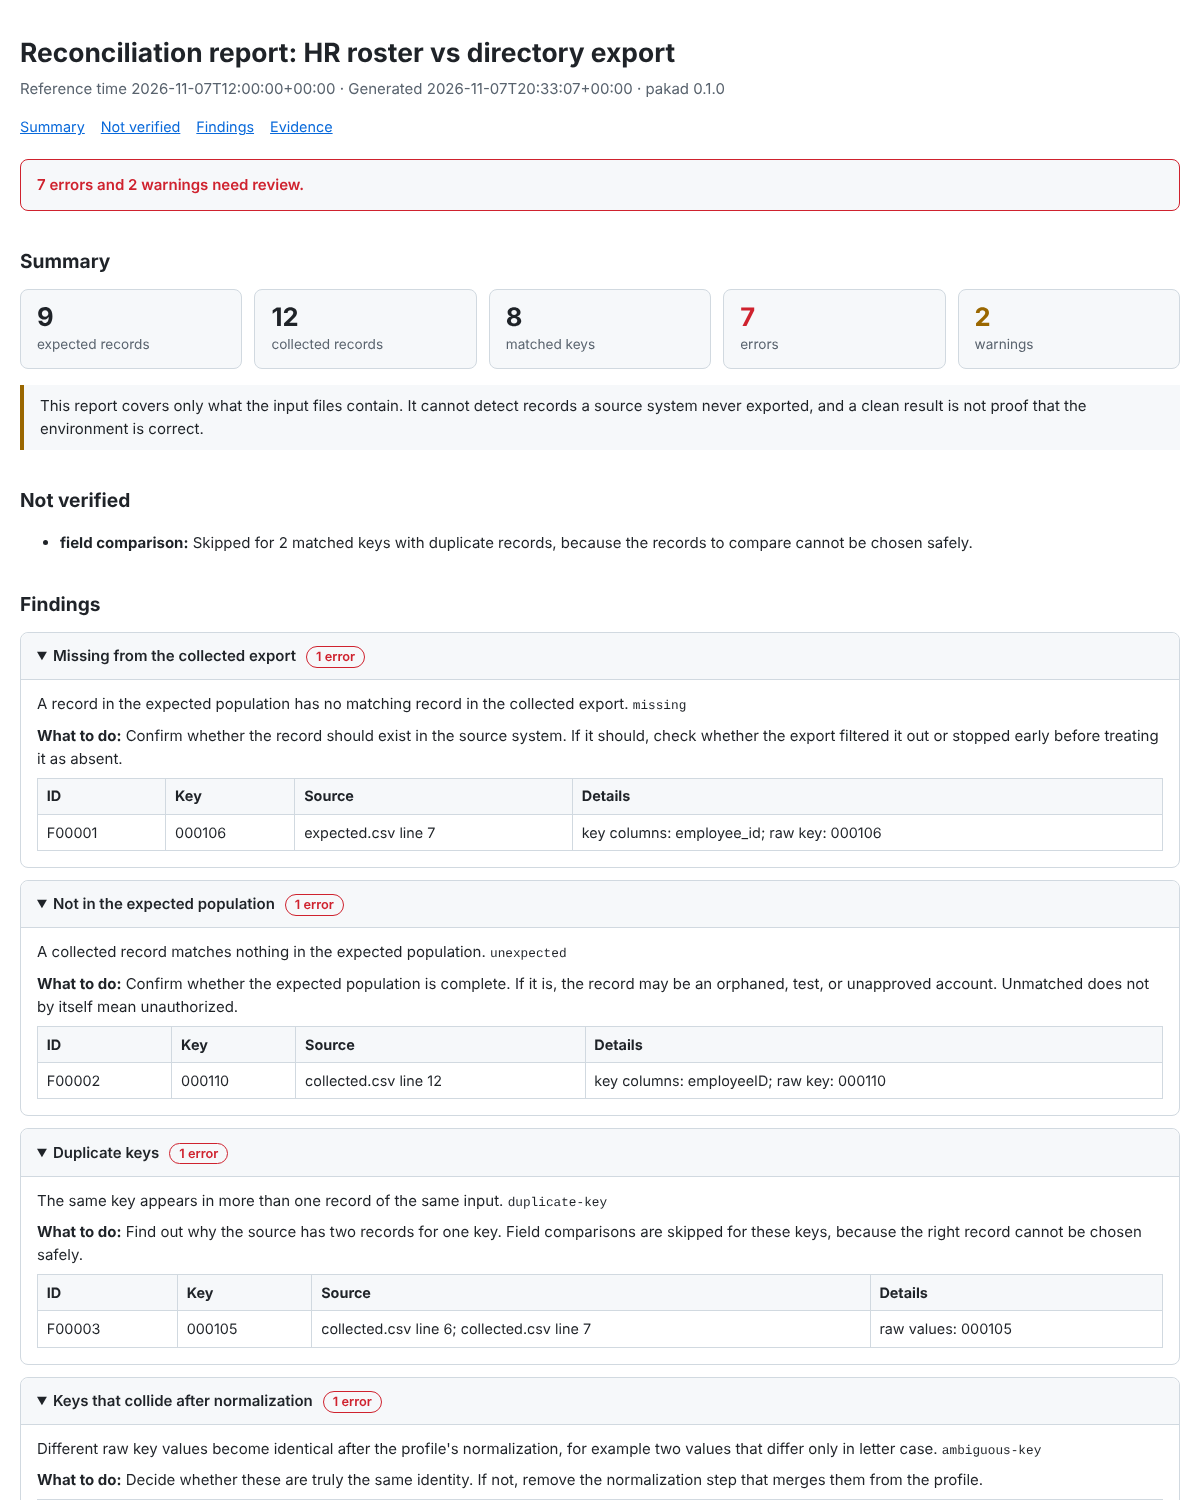 Reconciliation report: HR roster vs directory export
Reference time 2026-11-07T12:00:00+00:00 · Generated 2026-11-07T20:33:07+00:00 · pakad 0.1.0
Summary Not verified Findings Evidence
7 errors and 2 warnings need review.
Summary
9 12 8 7 2
expected records collected records matched keys errors warnings
This report covers only what the input files contain. It cannot detect records a source system never exported, and a clean result is not proof that the
environment is correct.
Not verified
• field comparison: Skipped for 2 matched keys with duplicate records, because the records to compare cannot be chosen safely.
Findings
▼ Missing from the collected export 1 error
A record in the expected population has no matching record in the collected export. missing
What to do: Confirm whether the record should exist in the source system. If it should, check whether the export filtered it out or stopped early before treating
it as absent.
ID Key Source Details
F00001 000106 expected.csv line 7 key columns: employee_id; raw key: 000106
▼ Not in the expected population 1 error
A collected record matches nothing in the expected population. unexpected
What to do: Confirm whether the expected population is complete. If it is, the record may be an orphaned, test, or unapproved account. Unmatched does not
by itself mean unauthorized.
ID Key Source Details
F00002 000110 collected.csv line 12 key columns: employeeID; raw key: 000110
▼ Duplicate keys 1 error
The same key appears in more than one record of the same input. duplicate-key
What to do: Find out why the source has two records for one key. Field comparisons are skipped for these keys, because the right record cannot be chosen
safely.
ID Key Source Details
F00003 000105 collected.csv line 6; collected.csv line 7 raw values: 000105
▼ Keys that collide after normalization 1 error
Different raw key values become identical after the profile's normalization, for example two values that differ only in letter case. ambiguous-key
What to do: Decide whether these are truly the same identity. If not, remove the normalization step that merges them from the profile.